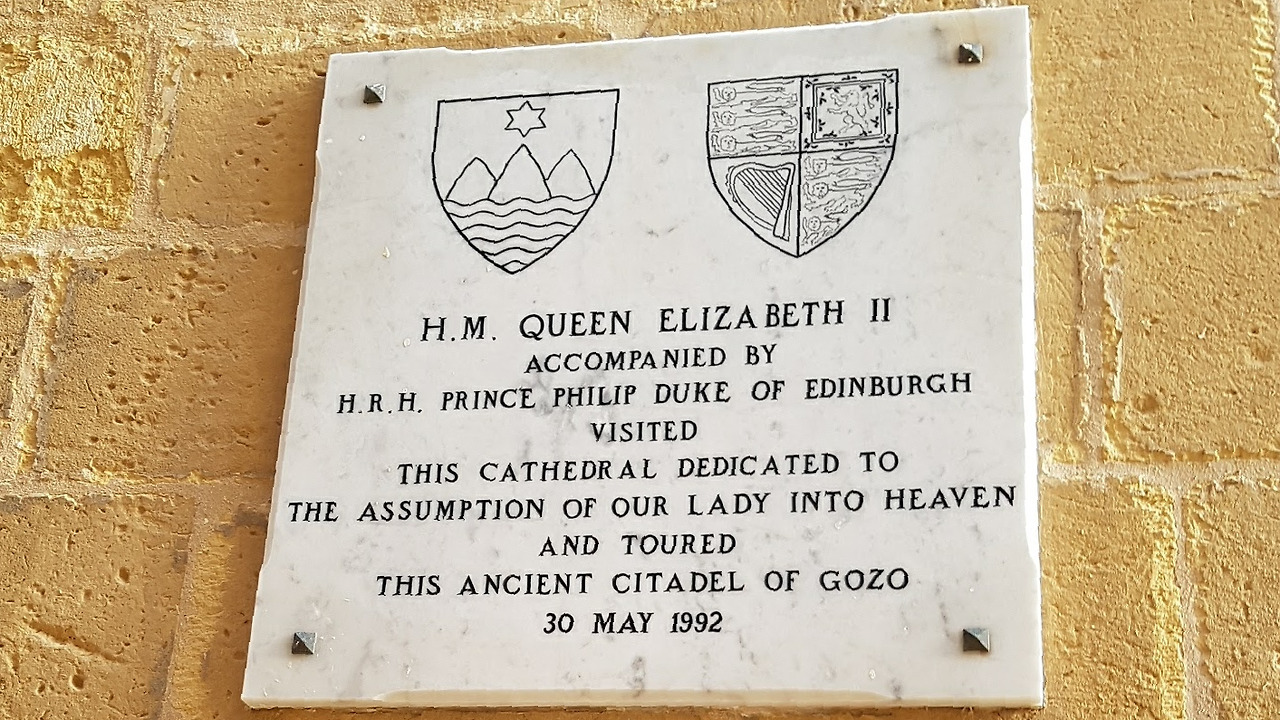 H.M. QUEEN ELIZABETH II
ACCOMPANIED BY
H.R.H. PRINCE PHILIP DUKE OF EDINBURGH
VISITED
THIS CATHEDRAL DEDICATED TO
THE ASSUMPTION OF OUR LADY INTO HEAVEN
AND TOURED
THIS ANCIENT CITADEL OF GOZO
30 MAY 1992